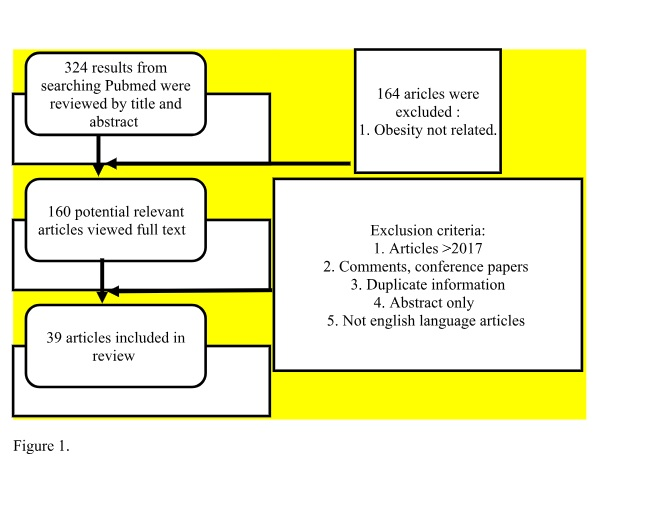 324 results from
searching Pubmed were
reviewed by title and
abstract
164 aricles were
excluded :
1. Obesity not related.
160 potential relevant
articles viewed full text
Exclusion criteria:
1. Articles >2017
2. Comments, conference papers
3. Duplicate information
4. Abstract only
5. Not english language articles
39 articles included in
review
Figure 1.